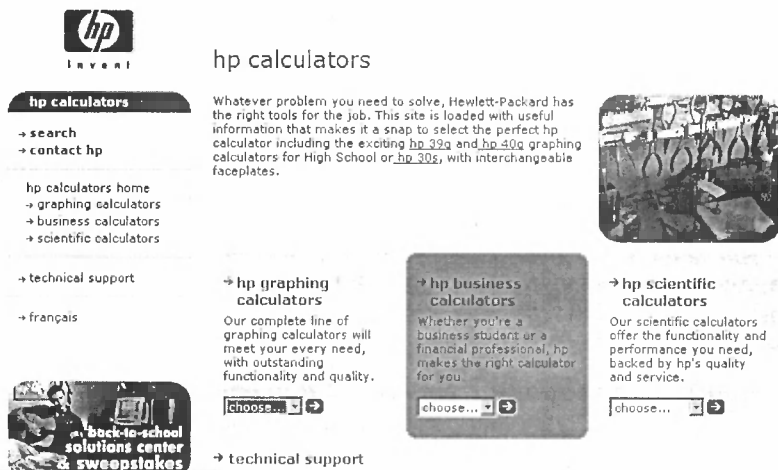 hp
invent
hp calculators
hp calculators
→ search
→ contact hp
hp calculators home
→ graphing calculators
→ business calculators
→ scientific calculators
→ technical support
→ français
back-to-school
solutions center
& sweepstakes
Whatever problem you need to solve, Hewlett-Packard has
the right tools for the job. This site is loaded with useful
information that makes it a snap to select the perfect hp
calculator including the exciting hp 39g and hp 40g graphing
calculators for High School or hp 30s, with interchangeable
faceplates.
→ hp graphing
calculators
Our complete line of
graphing calculators will
meet your every need,
with outstanding
functionality and quality.
choose...
→ hp business
calculators
Whether you're a
business student or a
financial professional, hp
makes the right calculator
for you.
choose...
→ hp scientific
calculators
Our scientific calculators
offer the functionality and
performance you need,
backed by hp's quality
and service.
choose...
→ technical support